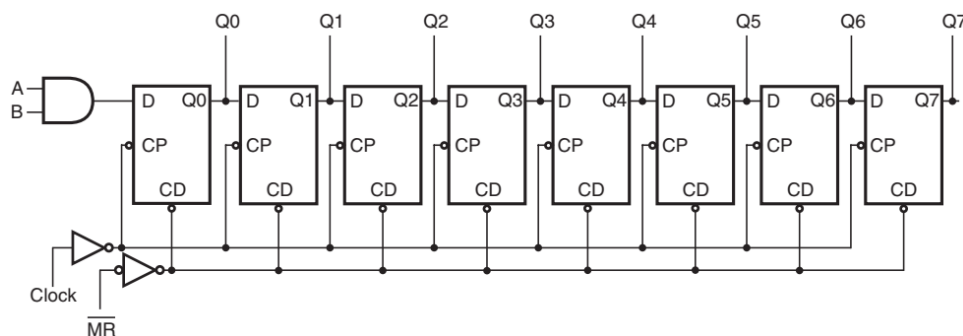 Q0 Q1 Q2 Q3 Q4 Q5 Q6 Q7
A
B
D Q0 D Q1 D Q2 D Q3 D Q4 D Q5 D Q6 D Q7
CP CP CP CP CP CP CP CP
CD CD CD CD CD CD CD CD
Clock
M̅R̅